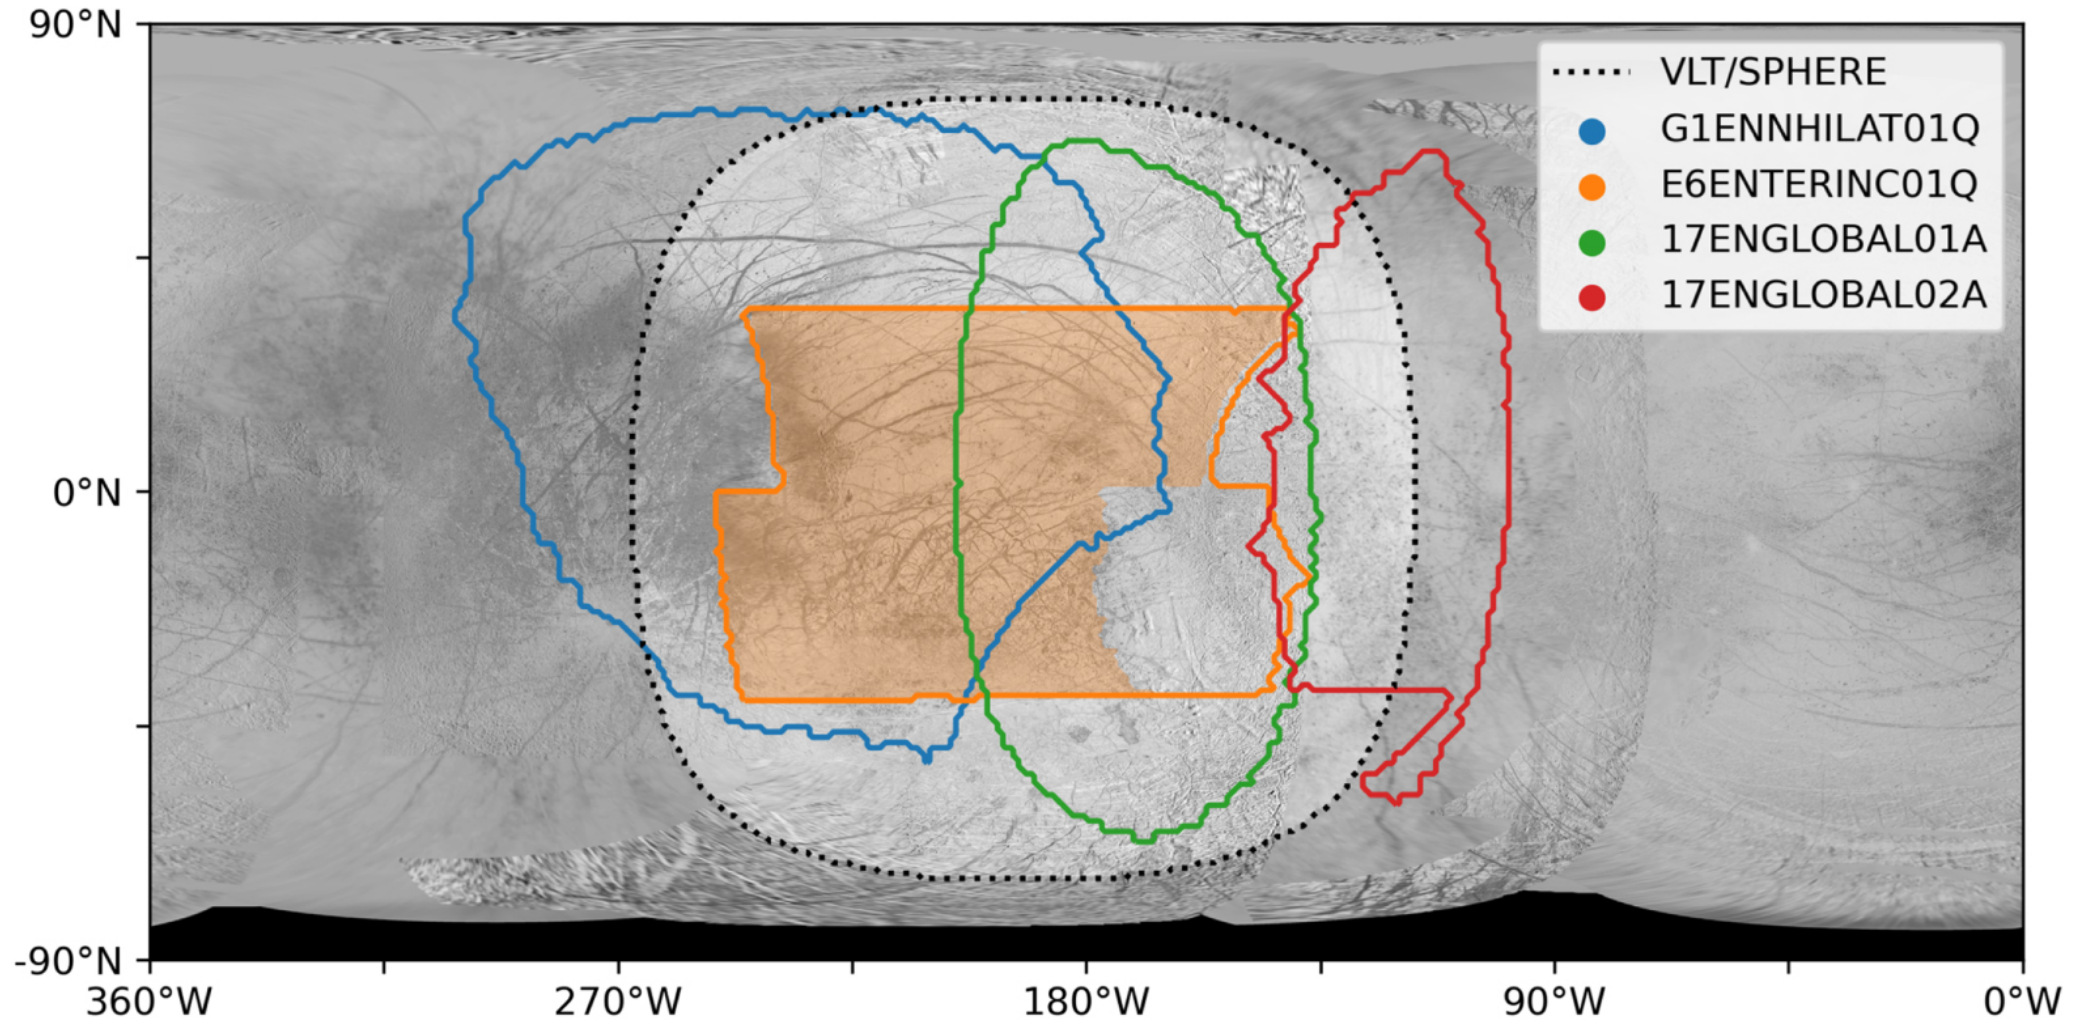 90°N
VLT/SPHERE
G1ENNHILAT01Q
E6ENTERINC01Q
17ENGLOBAL01A
17ENGLOBAL02A
0°N
-90°N
360°W 270°W 180°W 90°W 0°W